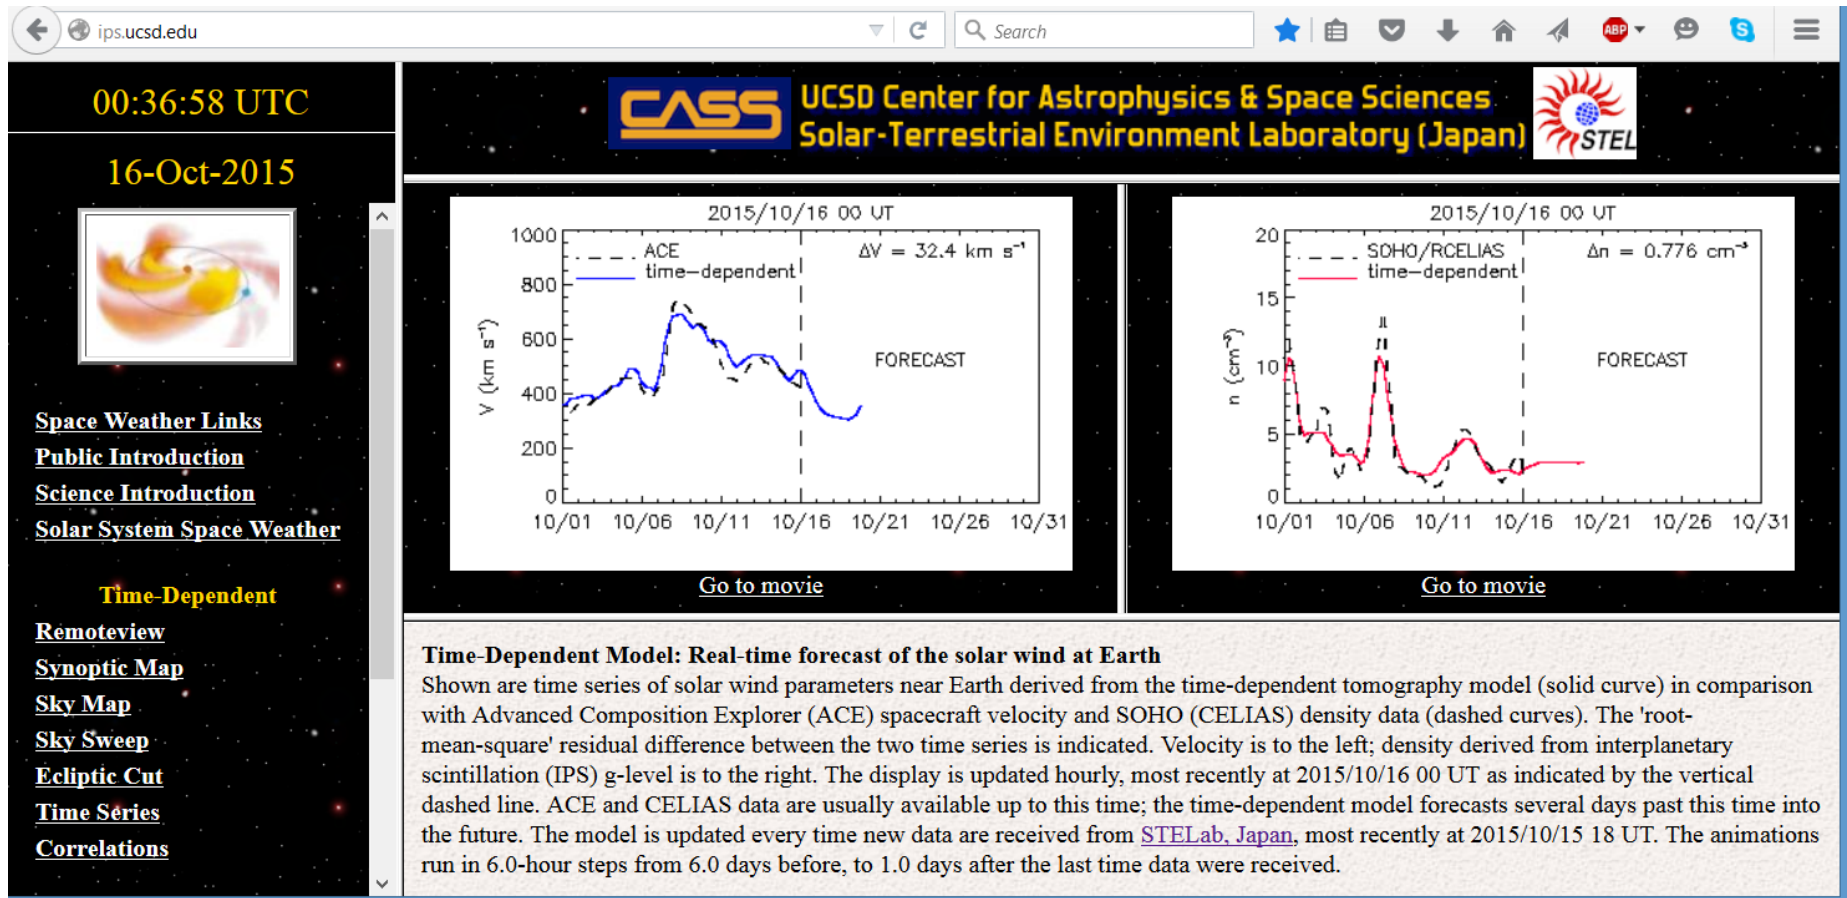 ips.ucsd.edu
Search
ABP
S
00:36:58 UTC
16-Oct-2015
Space Weather Links
Public Introduction
Science Introduction
Solar System Space Weather
Time-Dependent
Remoteview
Synoptic Map
Sky Map
Sky Sweep
Ecliptic Cut
Time Series
Correlations
CASS
UCSD Center for Astrophysics & Space Sciences
Solar-Terrestrial Environment Laboratory (Japan)
STEL
2015/10/16 00 UT
ACE
time-dependent
ΔV = 32.4 km s⁻¹
FORECAST
V (km s⁻¹)
1000
800
600
400
200
0
10/01 10/06 10/11 10/16 10/21 10/26 10/31
Go to movie
2015/10/16 00 UT
SOHO/RCELIAS
time-dependent
Δn = 0.776 cm⁻³
FORECAST
n (cm⁻³)
20
15
10
5
0
10/01 10/06 10/11 10/16 10/21 10/26 10/31
Go to movie
Time-Dependent Model: Real-time forecast of the solar wind at Earth
Shown are time series of solar wind parameters near Earth derived from the time-dependent tomography model (solid curve) in comparison
with Advanced Composition Explorer (ACE) spacecraft velocity and SOHO (CELIAS) density data (dashed curves). The 'root-
mean-square' residual difference between the two time series is indicated. Velocity is to the left; density derived from interplanetary
scintillation (IPS) g-level is to the right. The display is updated hourly, most recently at 2015/10/16 00 UT as indicated by the vertical
dashed line. ACE and CELIAS data are usually available up to this time; the time-dependent model forecasts several days past this time into
the future. The model is updated every time new data are received from STELab, Japan, most recently at 2015/10/15 18 UT. The animations
run in 6.0-hour steps from 6.0 days before, to 1.0 days after the last time data were received.